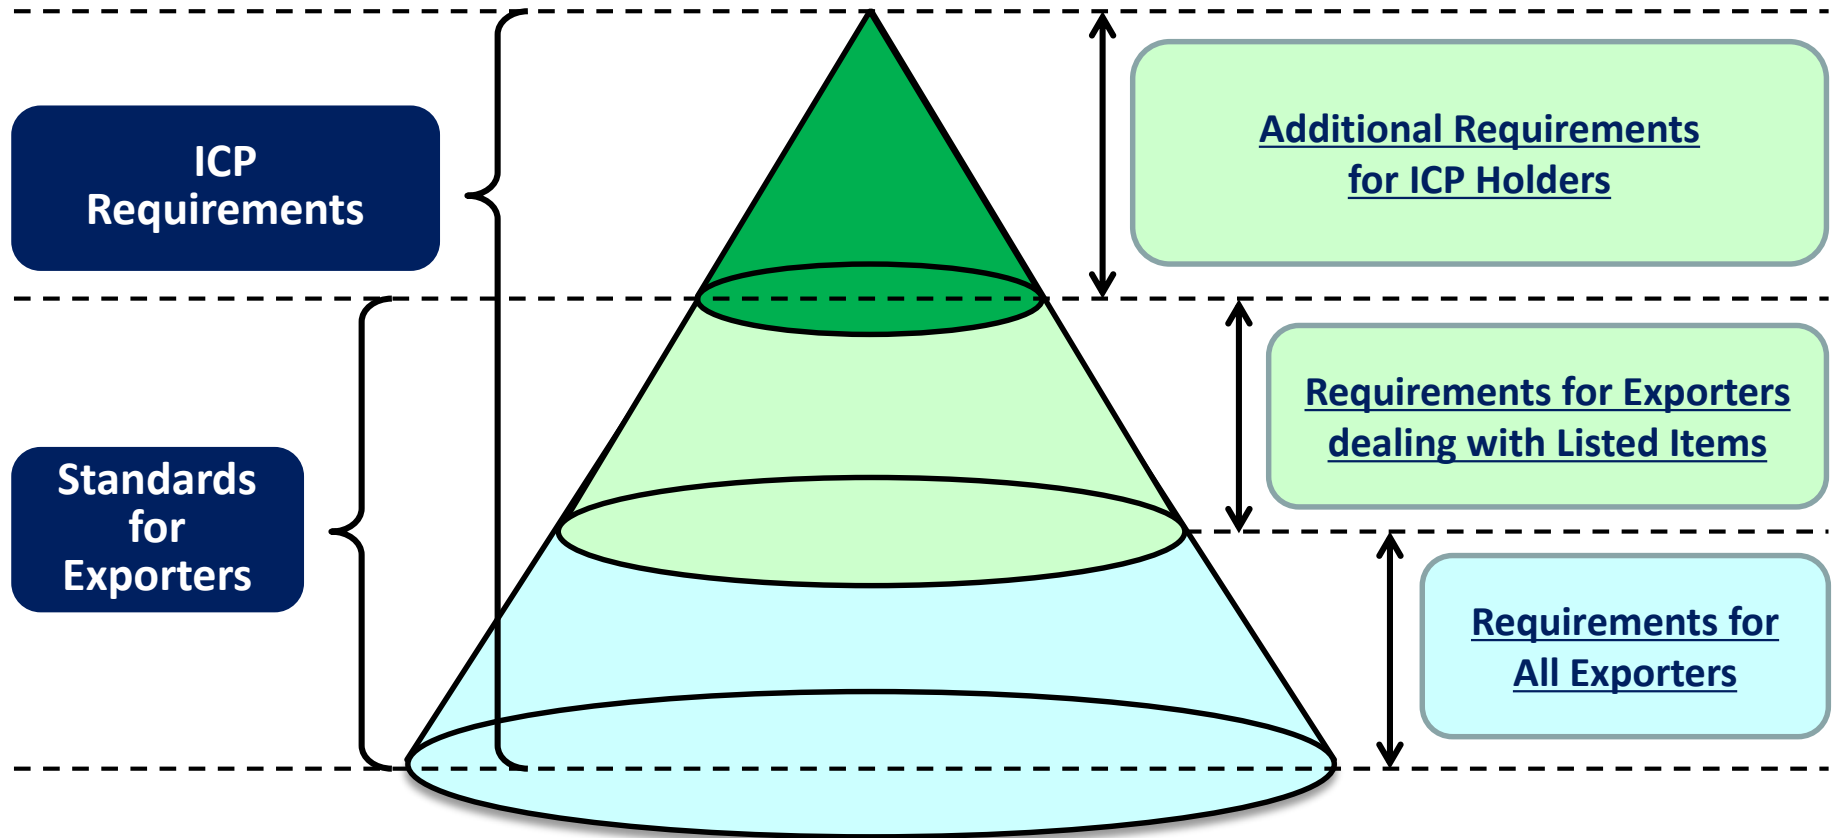 ICP
Requirements
Additional Requirements
for ICP Holders
Standards
for
Exporters
Requirements for Exporters
dealing with Listed Items
Requirements for
All Exporters